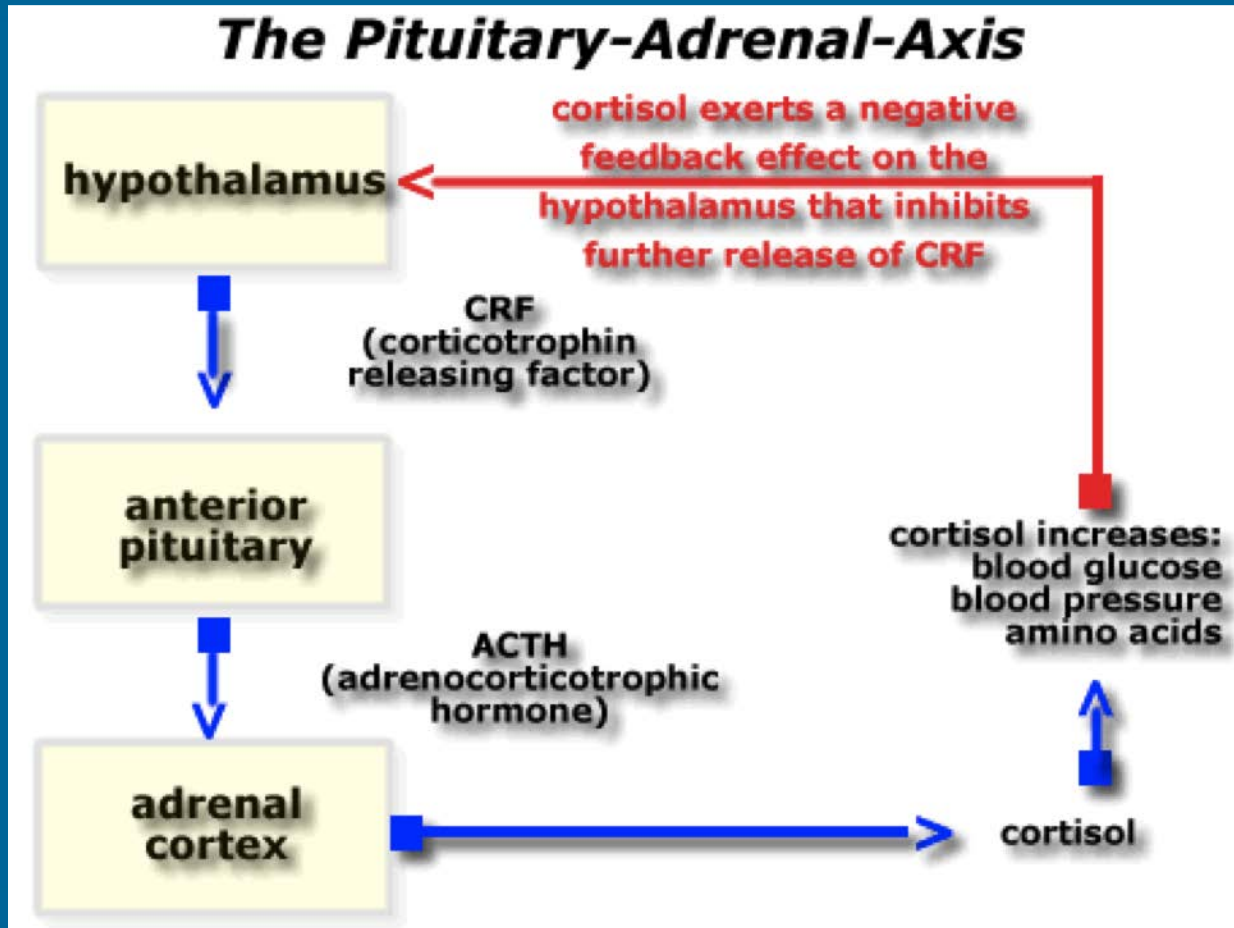 The Pituitary-Adrenal-Axis
cortisol exerts a negative
feedback effect on the
hypothalamus that inhibits
further release of CRF
hypothalamus
CRF
(corticotrophin
releasing factor)
anterior
pituitary
ACTH
(adrenocorticotrophic
hormone)
adrenal
cortex
cortisol
cortisol increases:
blood glucose
blood pressure
amino acids